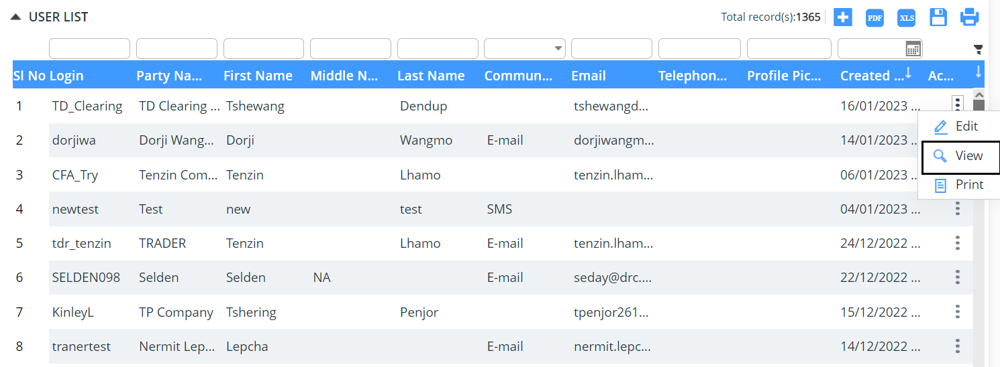 USER LIST Total record(s):1365 PDF XLS
Sl No Login Party Na... First Name Middle N... Last Name Commun... Email Telephon... Profile Pic... Created ... Ac...
1 TD_Clearing TD Clearing ... Tshewang Dendup tshewangd... 16/01/2023 ...
Edit
2 dorjiwa Dorji Wang... Dorji Wangmo E-mail dorjiwangm... 14/01/2023 ...
View
3 CFA_Try Tenzin Com... Tenzin Lhamo tenzin.lham... 06/01/2023 ...
Print
4 newtest Test new test SMS 04/01/2023 ...
5 tdr_tenzin TRADER Tenzin Lhamo E-mail tenzin.lham... 24/12/2022 ...
6 SELDEN098 Selden Selden NA E-mail seday@drc.... 22/12/2022 ...
7 KinleyL TP Company Tshering Penjor tpenjor261... 15/12/2022 ...
8 tranertest Nermit Lep... Lepcha E-mail nermit.lepc... 14/12/2022 ...